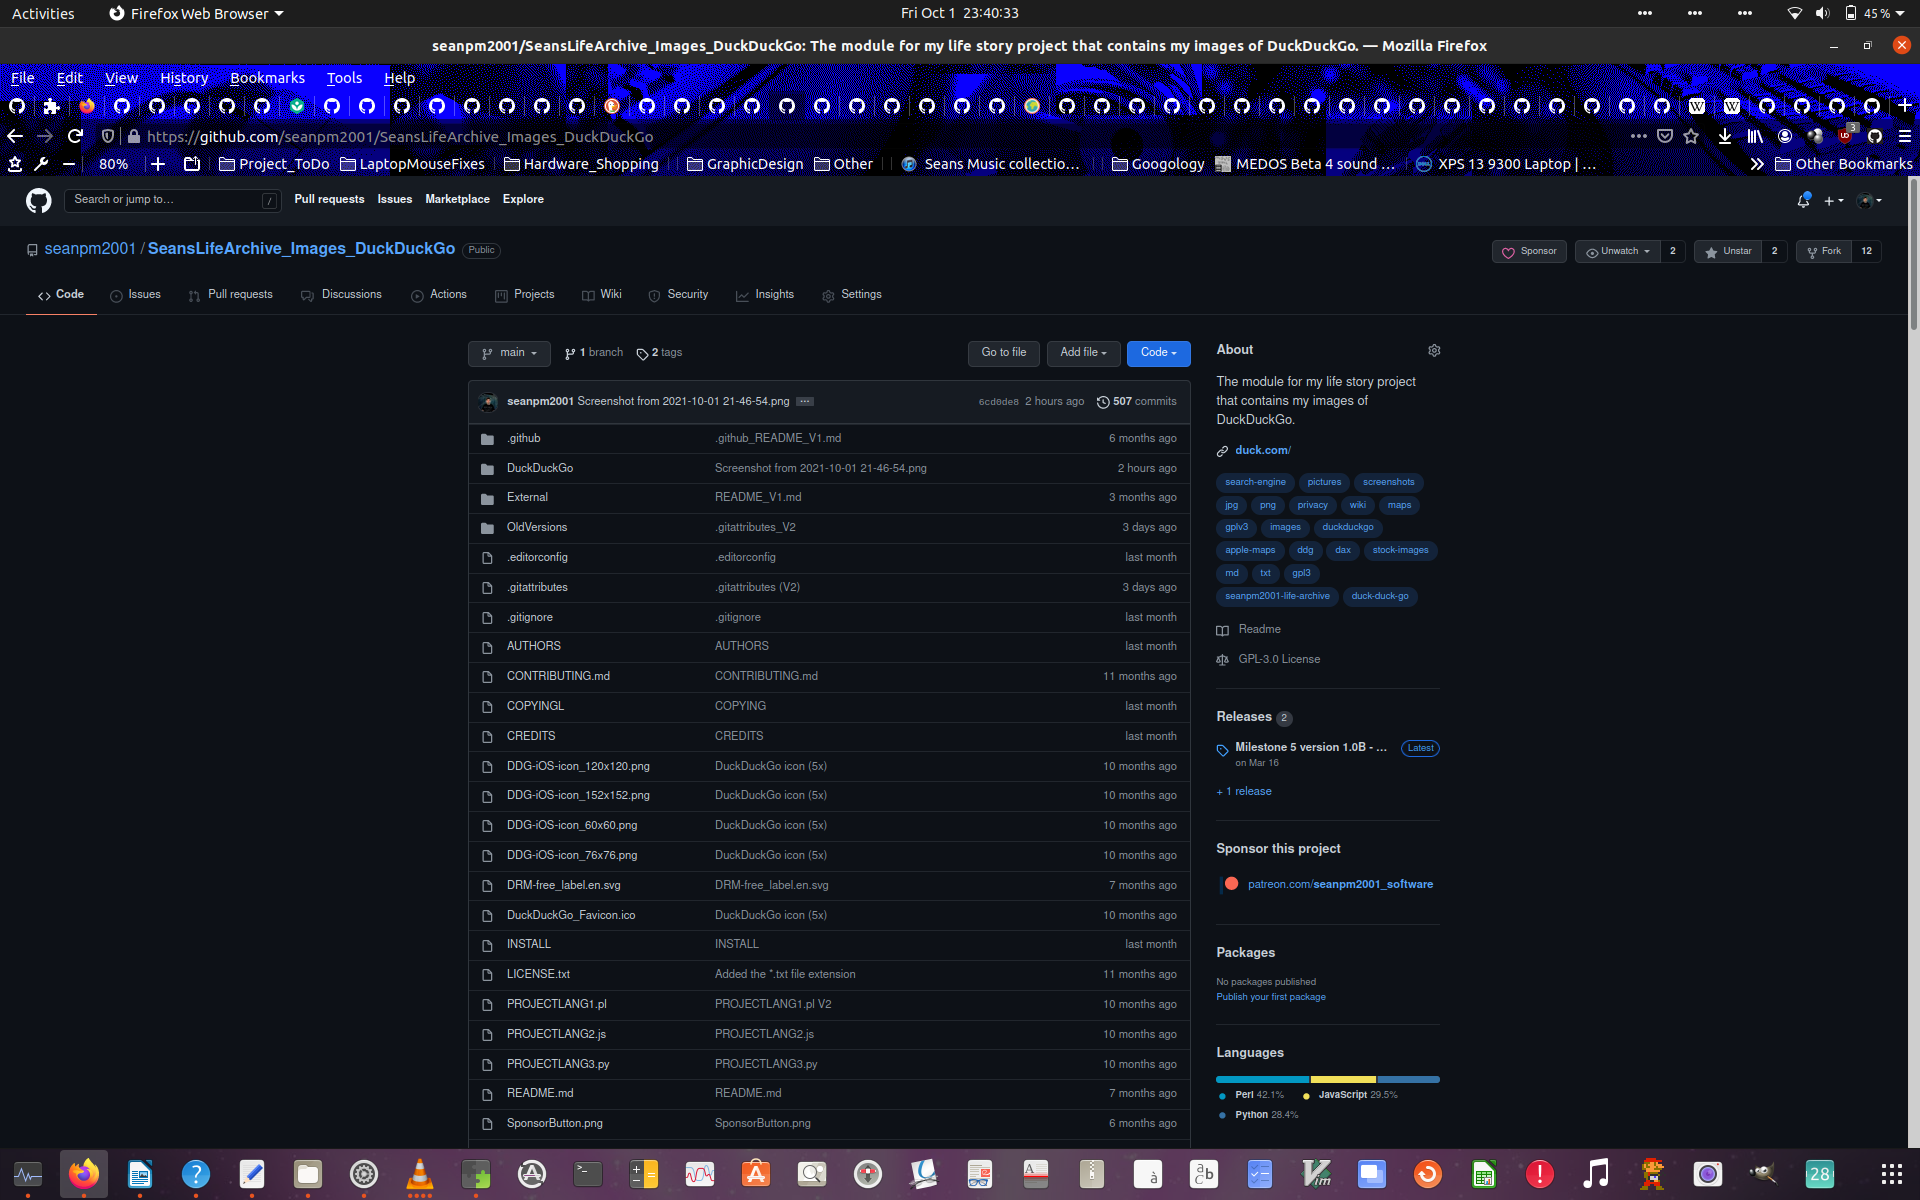 Activities Firefox Web Browser Fri Oct 1 23:40:33 45 %
seanpm2001/SeansLifeArchive_Images_DuckDuckGo: The module for my life story project that contains my images of DuckDuckGo. — Mozilla Firefox
File Edit View History Bookmarks Tools Help
https://github.com/seanpm2001/SeansLifeArchive_Images_DuckDuckGo 3
80% Project_ToDo LaptopMouseFixes Hardware_Shopping GraphicDesign Other Seans Music collectio… Googology MEDOS Beta 4 sound … XPS 13 9300 Laptop | … Other Bookmarks
Search or jump to… / Pull requests Issues Marketplace Explore
seanpm2001 / SeansLifeArchive_Images_DuckDuckGo Public Sponsor Unwatch 2 Unstar 2 Fork 12
Code Issues Pull requests Discussions Actions Projects Wiki Security Insights Settings
main 1 branch 2 tags Go to file Add file Code
seanpm2001 Screenshot from 2021-10-01 21-46-54.png … 6cd0de8 2 hours ago 507 commits
.github .github_README_V1.md 6 months ago
DuckDuckGo Screenshot from 2021-10-01 21-46-54.png 2 hours ago
External README_V1.md 3 months ago
OldVersions .gitattributes_V2 3 days ago
.editorconfig .editorconfig last month
.gitattributes .gitattributes (V2) 3 days ago
.gitignore .gitignore last month
AUTHORS AUTHORS last month
CONTRIBUTING.md CONTRIBUTING.md 11 months ago
COPYINGL COPYING last month
CREDITS CREDITS last month
DDG-iOS-icon_120x120.png DuckDuckGo icon (5x) 10 months ago
DDG-iOS-icon_152x152.png DuckDuckGo icon (5x) 10 months ago
DDG-iOS-icon_60x60.png DuckDuckGo icon (5x) 10 months ago
DDG-iOS-icon_76x76.png DuckDuckGo icon (5x) 10 months ago
DRM-free_label.en.svg DRM-free_label.en.svg 7 months ago
DuckDuckGo_Favicon.ico DuckDuckGo icon (5x) 10 months ago
INSTALL INSTALL last month
LICENSE.txt Added the *.txt file extension 11 months ago
PROJECTLANG1.pl PROJECTLANG1.pl V2 10 months ago
PROJECTLANG2.js PROJECTLANG2.js 10 months ago
PROJECTLANG3.py PROJECTLANG3.py 10 months ago
README.md README.md 7 months ago
SponsorButton.png SponsorButton.png 6 months ago
About
The module for my life story project
that contains my images of
DuckDuckGo.
duck.com/
search-engine pictures screenshots
jpg png privacy wiki maps
gplv3 images duckduckgo
apple-maps ddg dax stock-images
md txt gpl3
seanpm2001-life-archive duck-duck-go
Readme
GPL-3.0 License
Releases 2
Milestone 5 version 1.0B - … Latest
on Mar 16
+ 1 release
Sponsor this project
patreon.com/seanpm2001_software
Packages
No packages published
Publish your first package
Languages
Perl 42.1% JavaScript 29.5%
Python 28.4%
28